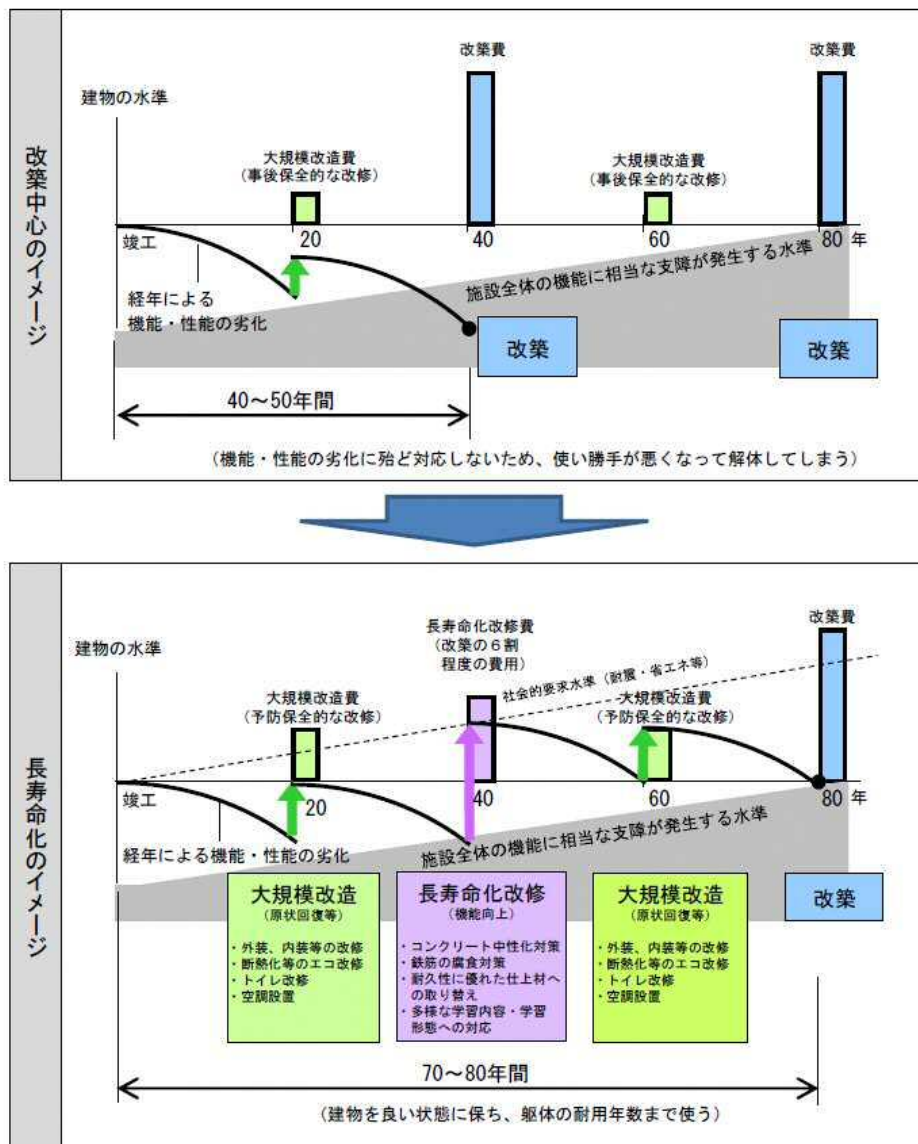 改築中心のイメージ
建物の水準
改築費
改築費
大規模改造費
（事後保全的な改修）
大規模改造費
（事後保全的な改修）
竣工
20
40
60
80 年
経年による
機能・性能の劣化
施設全体の機能に相当な支障が発生する水準
改築
改築
40～50年間
（機能・性能の劣化に殆ど対応しないため、使い勝手が悪くなって解体してしまう）
長寿命化のイメージ
建物の水準
長寿命化改修費
（改築の６割
程度の費用）
改築費
社会的要求水準（耐震・省エネ等）
大規模改造費
（予防保全的な改修）
大規模改造費
（予防保全的な改修）
竣工
20
40
60
80 年
経年による機能・性能の劣化
施設全体の機能に相当な支障が発生する水準
大規模改造
（原状回復等）
・外装、内装等の改修
・断熱化等のエコ改修
・トイレ改修
・空調設置
長寿命化改修
（機能向上）
・コンクリート中性化対策
・鉄筋の腐食対策
・耐久性に優れた仕上材へ
の取り替え
・多様な学習内容・学習
形態への対応
大規模改造
（原状回復等）
・外装、内装等の改修
・断熱化等のエコ改修
・トイレ改修
・空調設置
改築
70～80年間
（建物を良い状態に保ち、躯体の耐用年数まで使う）